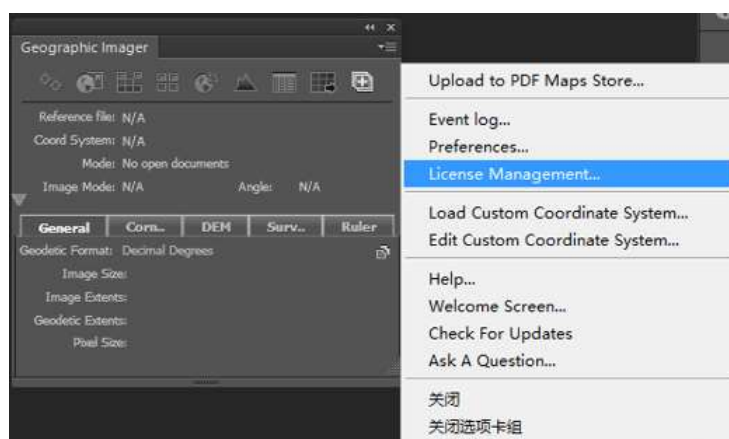 Geographic Imager
Reference file: N/A
Coord System: N/A
Mode: No open documents
Image Mode: N/A Angle: N/A
General Corn.. DEM Surv.. Ruler
Geodetic Format: Decimal Degrees
Image Size:
Image Extents:
Geodetic Extents:
Pixel Size:
Upload to PDF Maps Store...
Event log...
Preferences...
License Management...
Load Custom Coordinate System...
Edit Custom Coordinate System...
Help...
Welcome Screen...
Check For Updates
Ask A Question...
关闭
关闭选项卡组